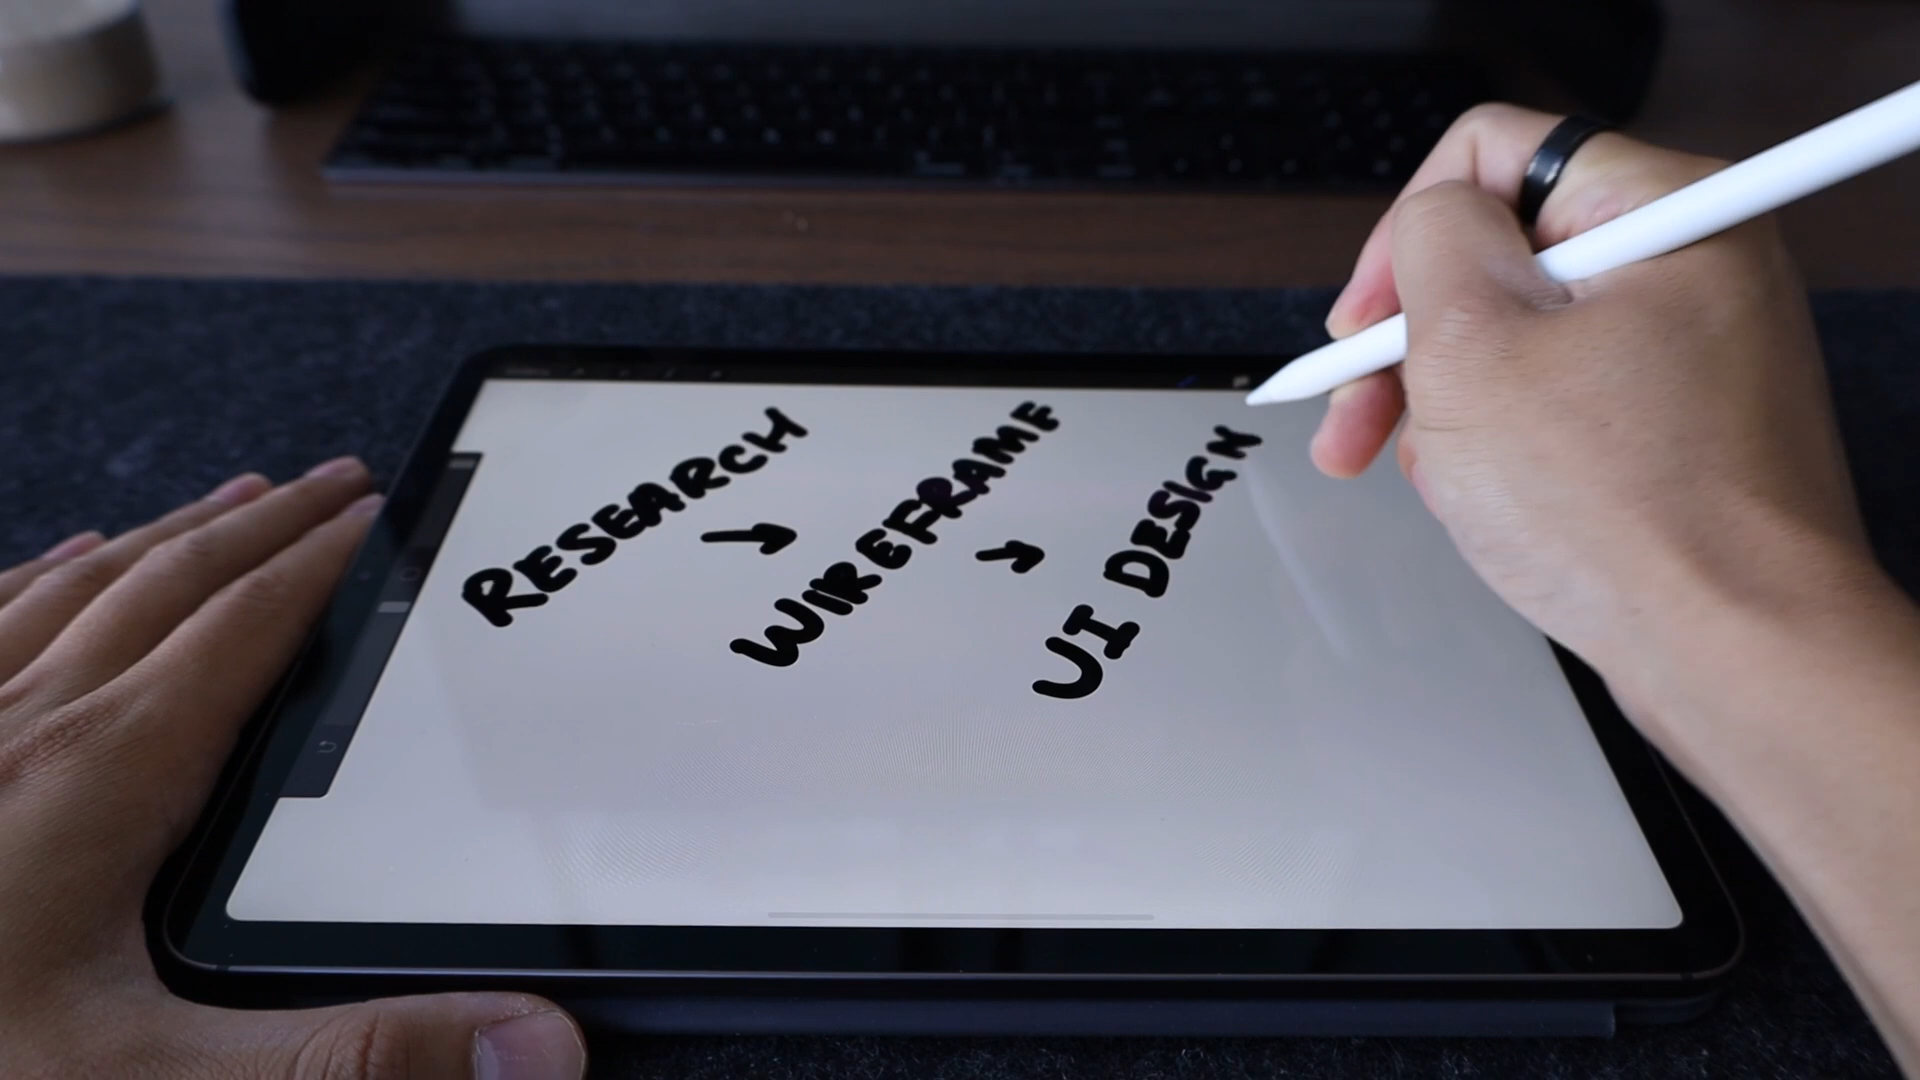 RESEARCH
→
WIREFRAME
→
UI DESIGN